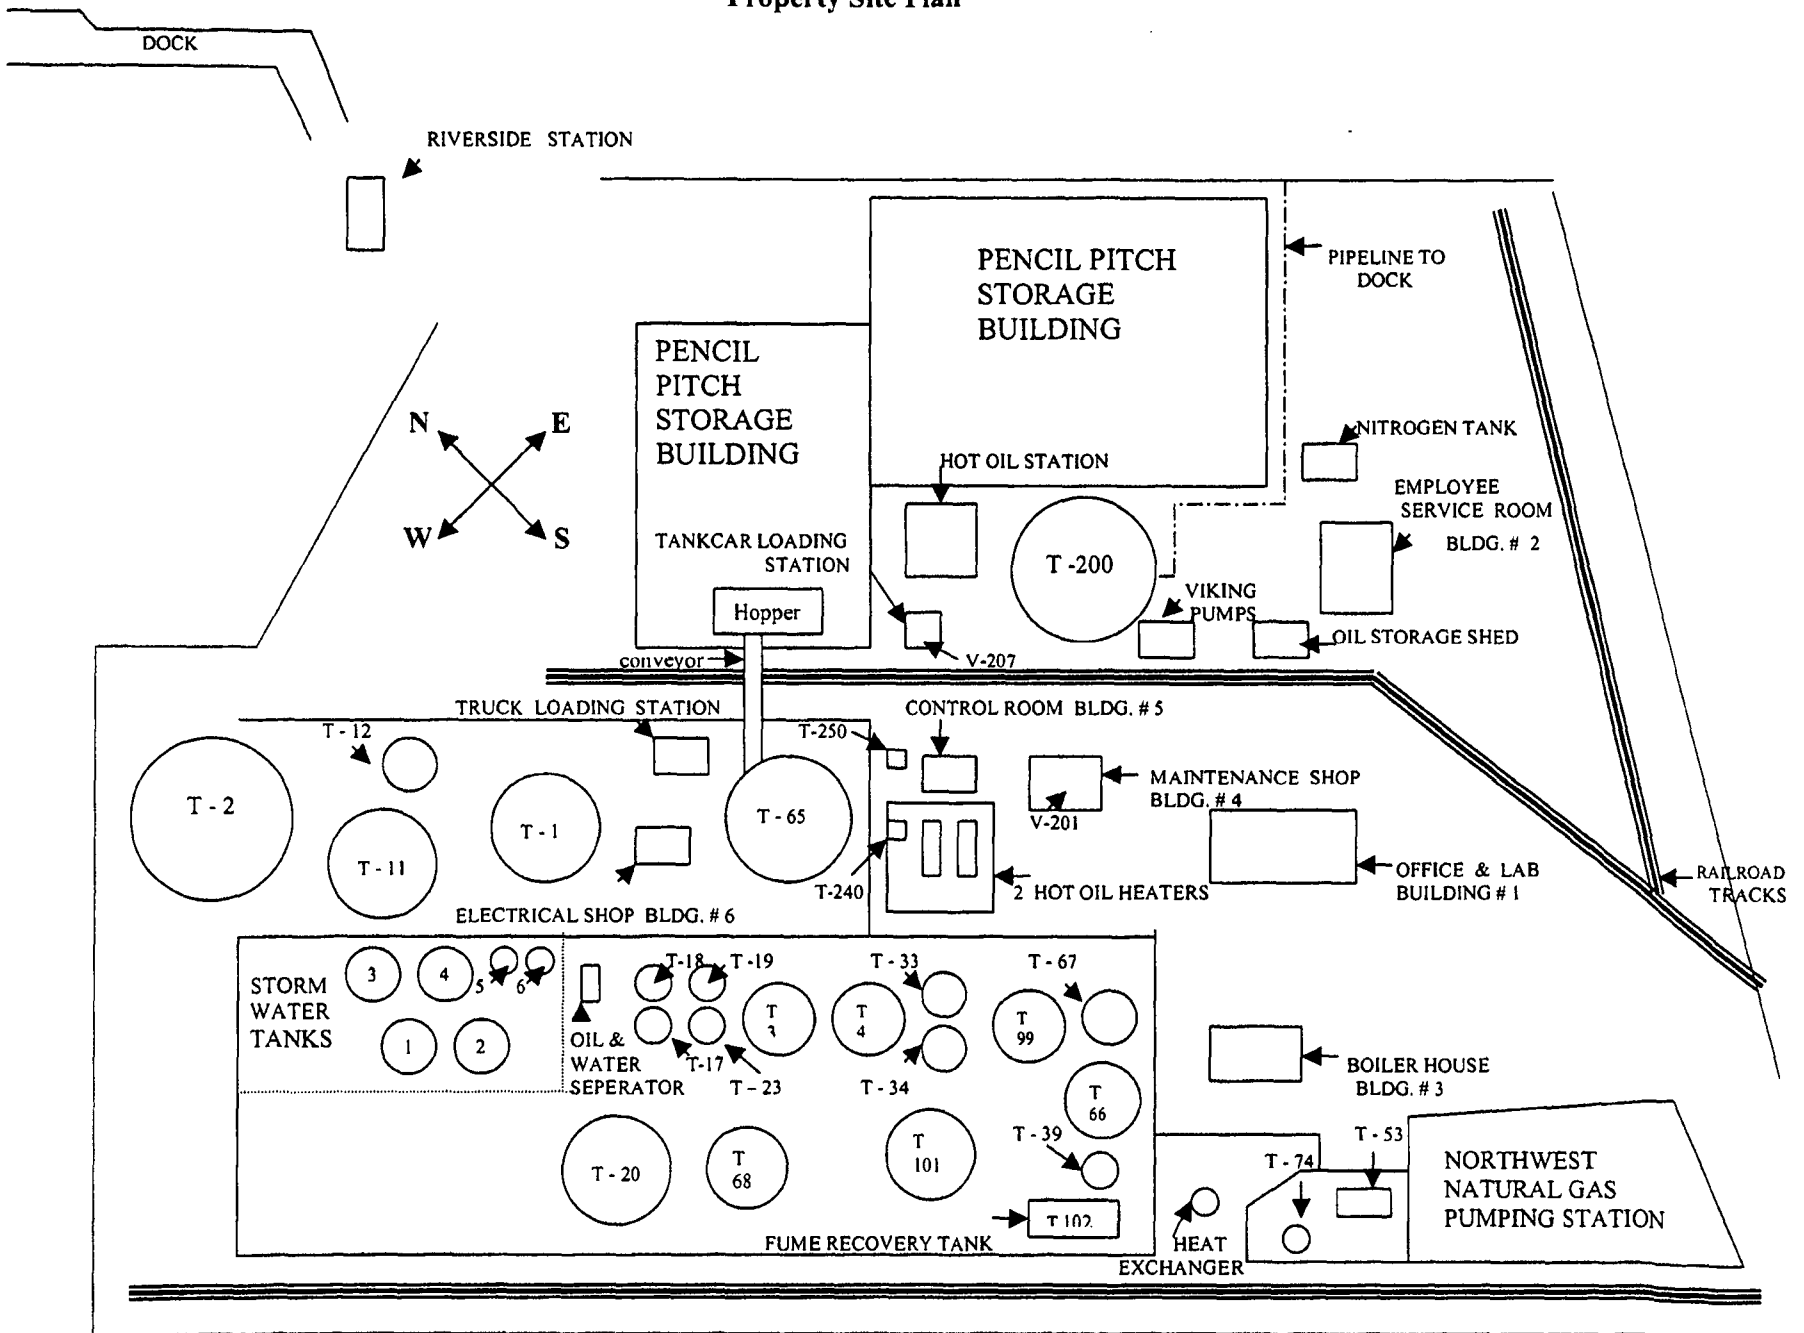 Property Site Plan
DOCK
RIVERSIDE STATION
PENCIL PITCH
STORAGE
BUILDING
PIPELINE TO
DOCK
PENCIL
PITCH
STORAGE
BUILDING
N
E
W
S
NITROGEN TANK
HOT OIL STATION
EMPLOYEE
SERVICE ROOM
BLDG. # 2
TANKCAR LOADING
STATION
T -200
VIKING
PUMPS
Hopper
OIL STORAGE SHED
conveyor
V-207
TRUCK LOADING STATION
CONTROL ROOM BLDG. # 5
T - 12
T-250
MAINTENANCE SHOP
BLDG. # 4
T - 2
T - 1
T - 65
V-201
T - 11
T-240
2 HOT OIL HEATERS
OFFICE & LAB
BUILDING # 1
RAILROAD
TRACKS
ELECTRICAL SHOP BLDG. # 6
STORM
WATER
TANKS
3
4
5
6
1
2
T-18
T - 19
T - 33
T - 67
T
3
T
4
T
99
OIL &
WATER
SEPERATOR
T-17
T – 23
T - 34
BOILER HOUSE
BLDG. # 3
T
66
T - 20
T
68
T
101
T - 39
T - 53
T - 74
NORTHWEST
NATURAL GAS
PUMPING STATION
T 102
FUME RECOVERY TANK
HEAT
EXCHANGER